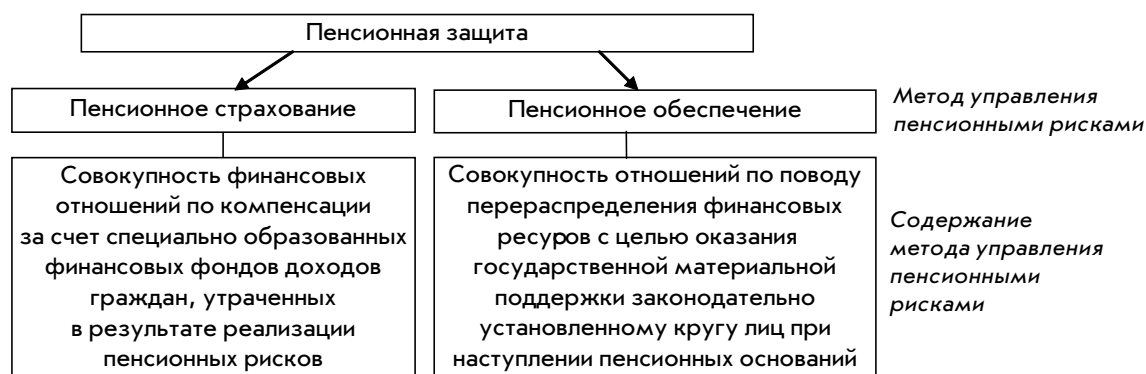 Пенсионная защита
Пенсионное страхование
Пенсионное обеспечение
Метод управления
пенсионными рисками
Совокупность финансовых
отношений по компенсации
за счет специально образованных
финансовых фондов доходов
граждан, утраченных
в результате реализации
пенсионных рисков
Совокупность отношений по поводу
перераспределения финансовых
ресуров с целью оказания
государственной материальной
поддержки законодательно
установленному кругу лиц при
наступлении пенсионных оснований
Содержание
метода управления
пенсионными
рисками